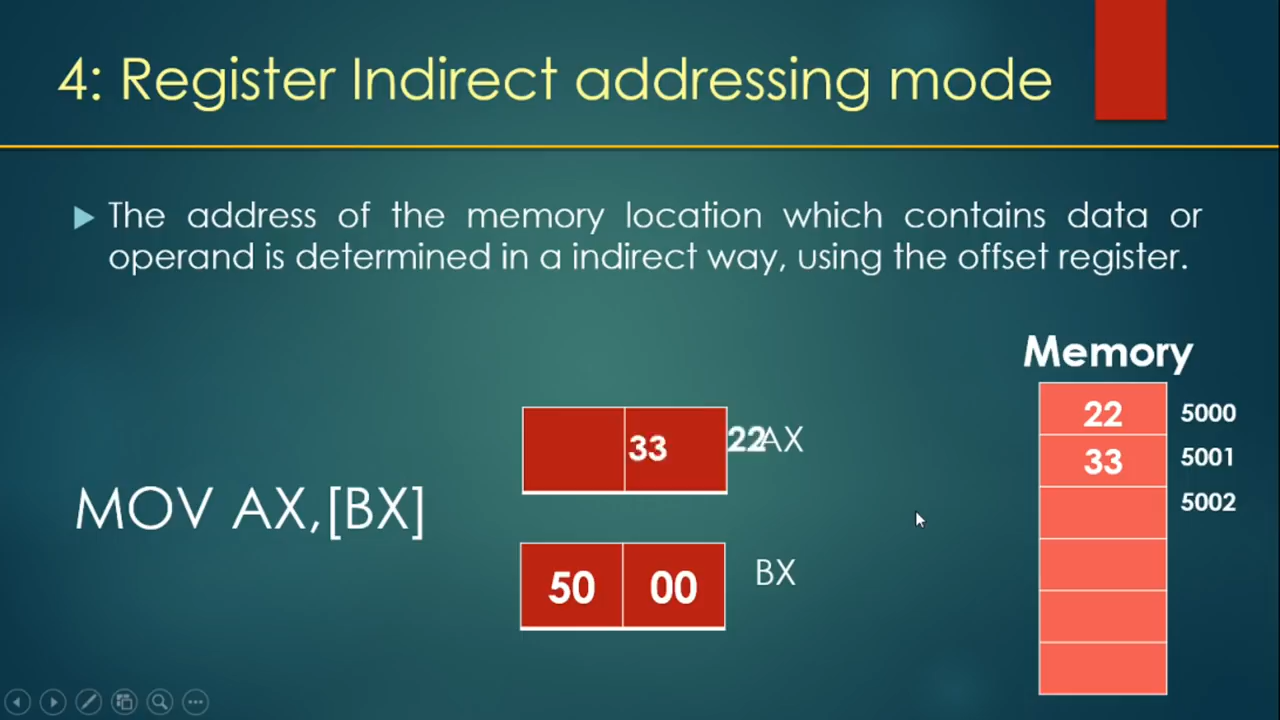 4: Register Indirect addressing mode
The address of the memory location which contains data or
operand is determined in a indirect way, using the offset register.
Memory
22 5000
33 5001
5002
33 22 AX
MOV AX,[BX]
50 00 BX